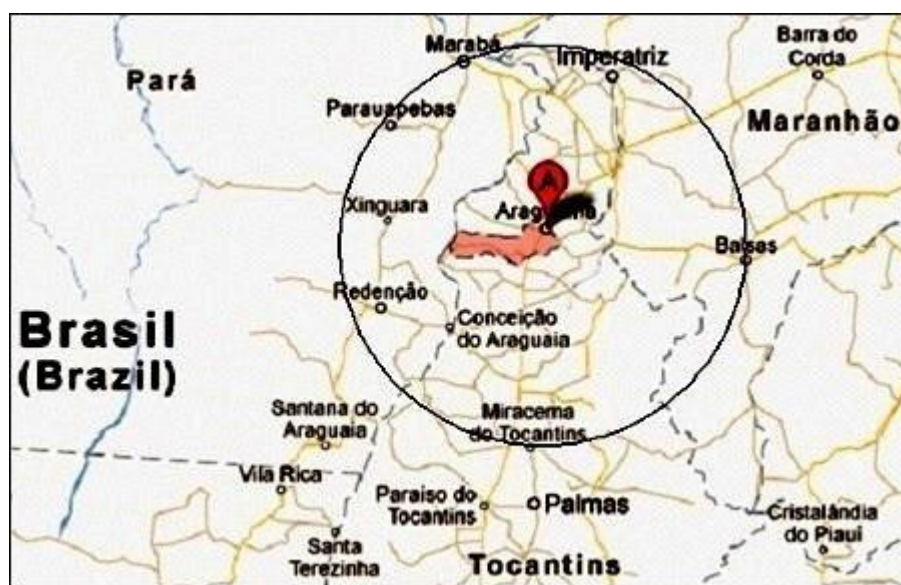 Marabá
Imperatriz
Barra do
Corda
Pará
Parauapebas
Maranhão
A
Xinguara
Balsas
Redenção
Conceição
do Araguaia
Brasil
(Brazil)
Santana do
Araguaia
Miracema
do Tocantins
Vila Rica
Paraiso do
Tocantins
Palmas
Cristalândia
do Piauí
Santa
Terezinha
Tocantins